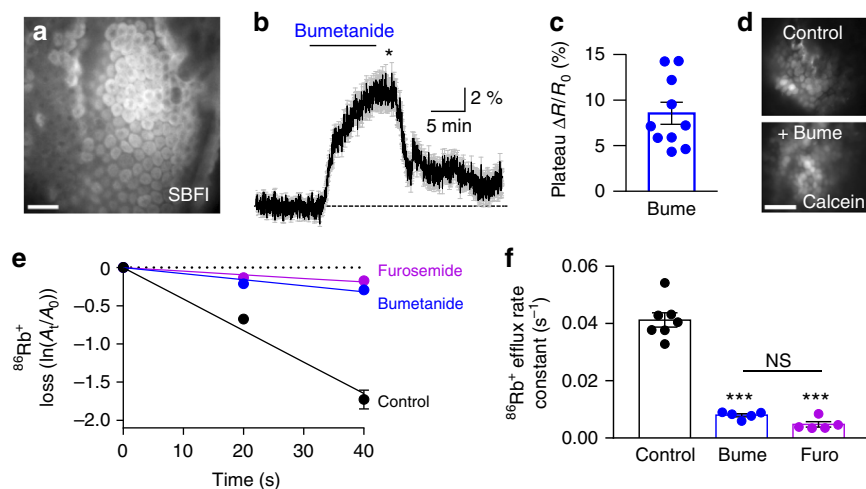 a
SBFI
b
Bumetanide
*
2 %
5 min
c
Plateau ΔR/R0 (%)
15
10
5
0
Bume
d
Control
+ Bume
Calcein
e
86Rb+
loss (ln(At/A0))
0
−0.5
−1.0
−1.5
−2.0
Furosemide
Bumetanide
Control
0 10 20 30 40
Time (s)
f
86Rb+ efflux rate
constant (s−1)
0.06
0.04
0.002
0.000
NS
*** ***
Control Bume Furo